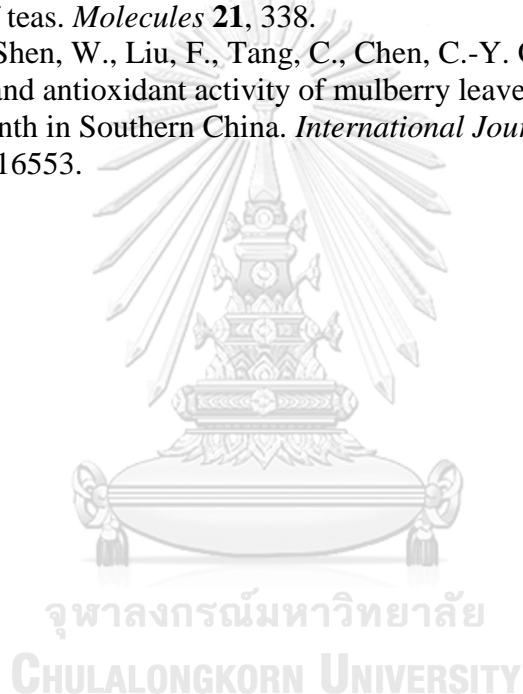 f teas. Molecules 21, 338.
Shen, W., Liu, F., Tang, C., Chen, C.-Y. O
and antioxidant activity of mulberry leave
nth in Southern China. International Jour
16553.
จุฬาลงกรณ์มหาวิทยาลัย
CHULALONGKORN UNIVERSITY